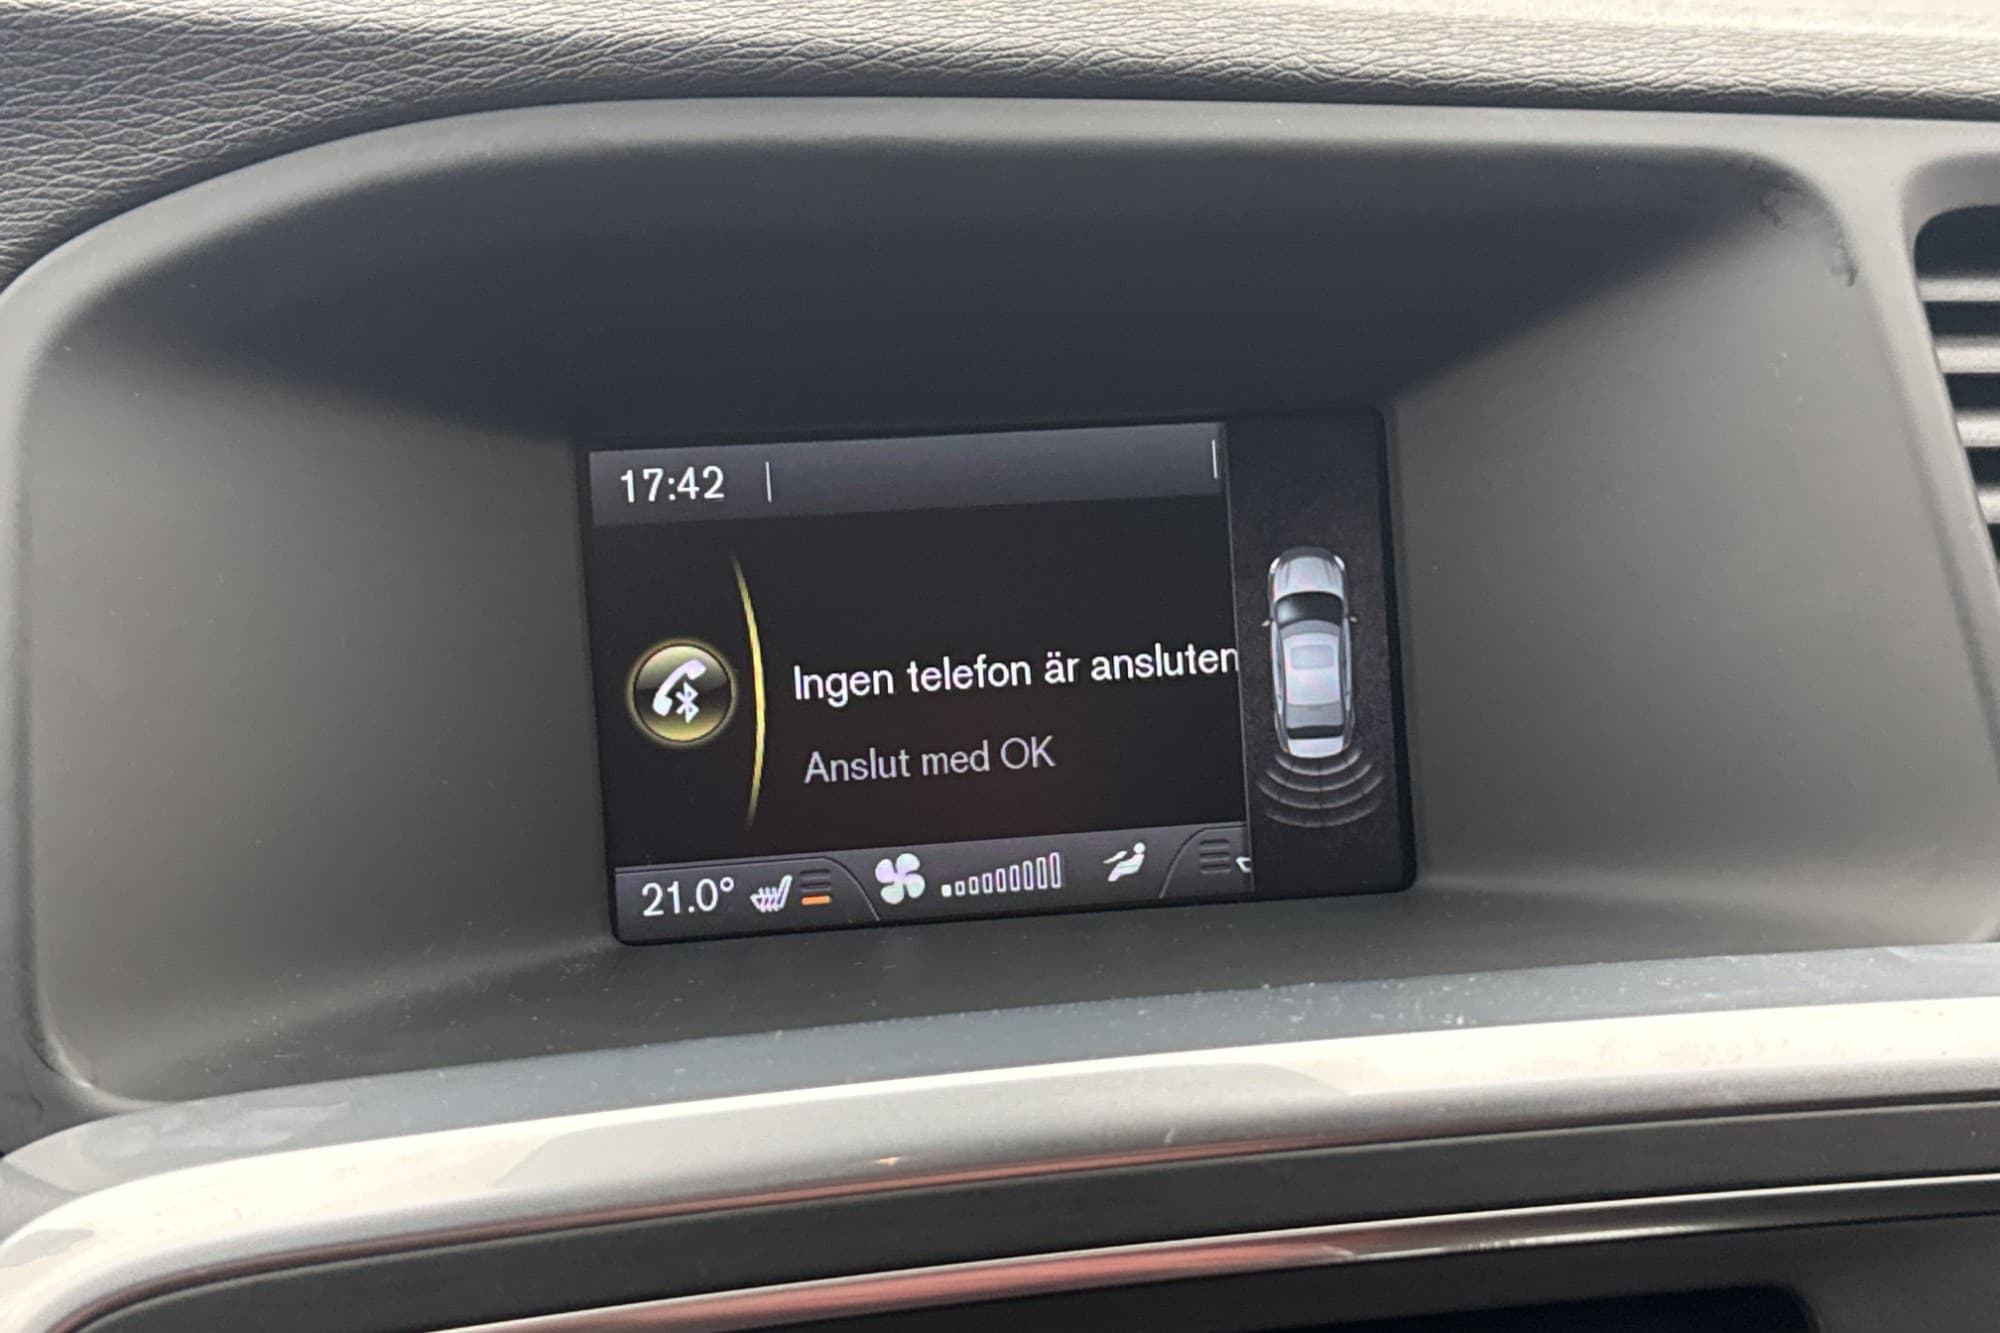 17:42
Ingen telefon är ansluten
Anslut med OK
21.0°